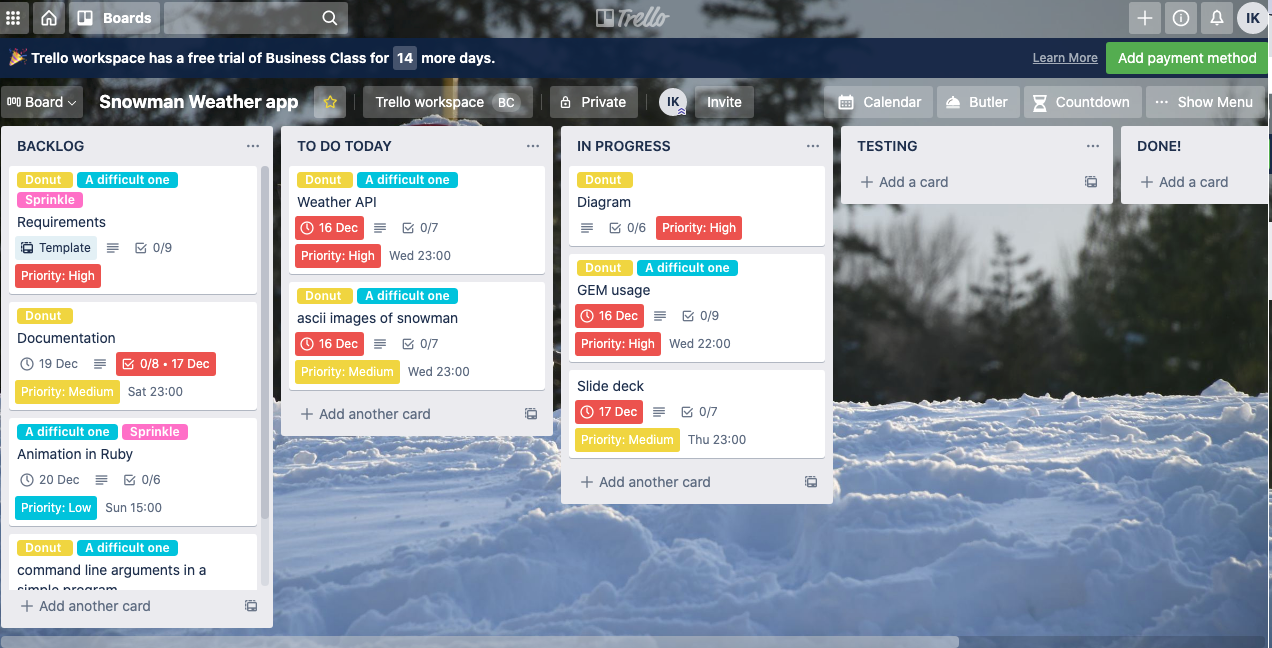 Boards
Trello
IK
Trello workspace has a free trial of Business Class for 14 more days.
Learn More
Add payment method
Board
Snowman Weather app
Trello workspace BC
Private
IK
Invite
Calendar
Butler
Countdown
··· Show Menu
BACKLOG ···
Donut A difficult one
Sprinkle
Requirements
Template 0/9
Priority: High
Donut
Documentation
19 Dec 0/8 • 17 Dec
Priority: Medium Sat 23:00
A difficult one Sprinkle
Animation in Ruby
20 Dec 0/6
Priority: Low Sun 15:00
Donut A difficult one
command line arguments in a
simple program
+ Add another card
TO DO TODAY ···
Donut A difficult one
Weather API
16 Dec 0/7
Priority: High Wed 23:00
Donut A difficult one
ascii images of snowman
16 Dec 0/7
Priority: Medium Wed 23:00
+ Add another card
IN PROGRESS ···
Donut
Diagram
0/6 Priority: High
Donut A difficult one
GEM usage
16 Dec 0/9
Priority: High Wed 22:00
Slide deck
17 Dec 0/7
Priority: Medium Thu 23:00
+ Add another card
TESTING ···
+ Add a card
DONE!
+ Add a card